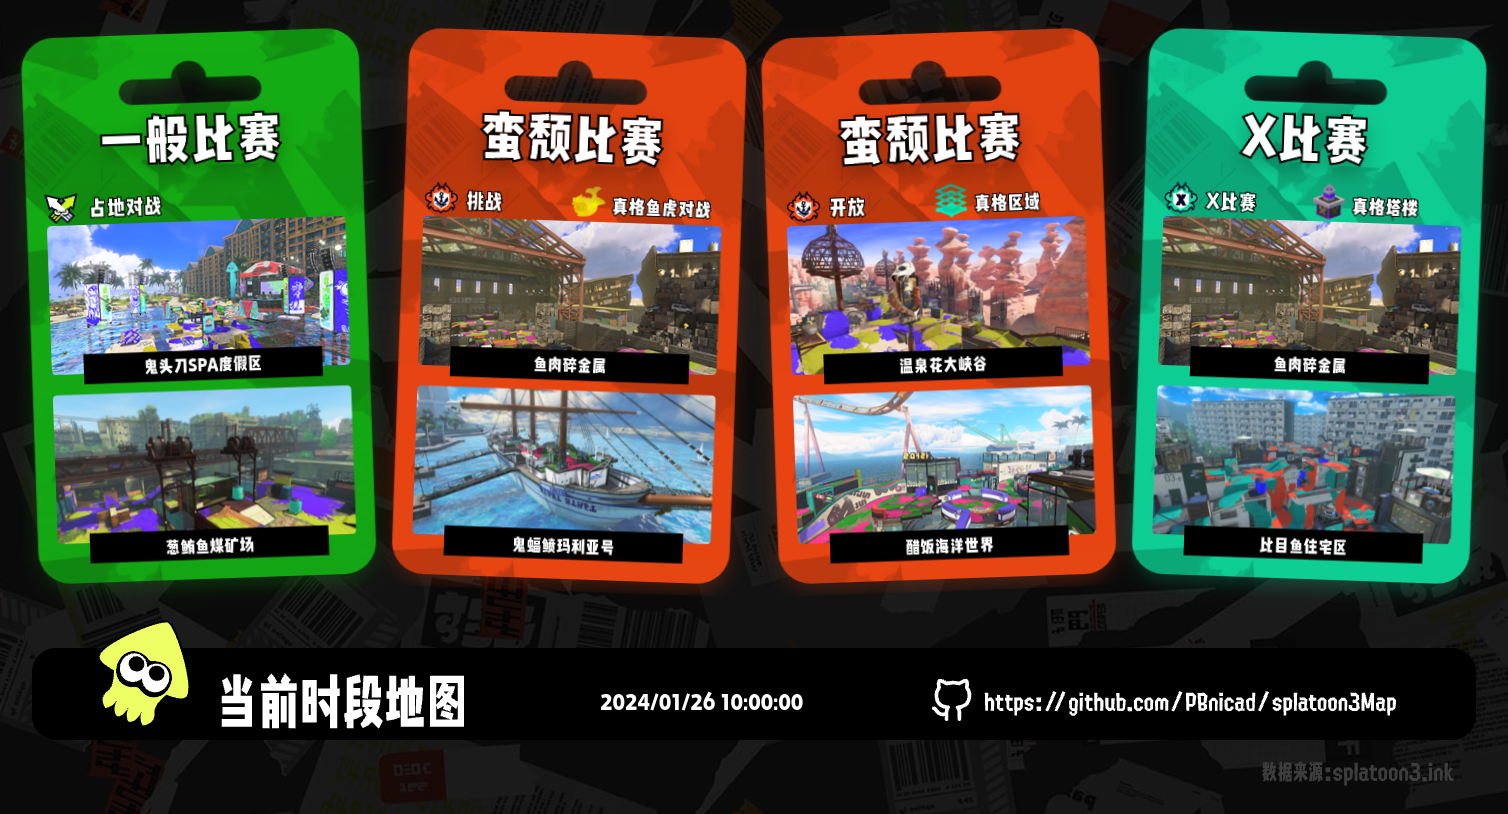 一般比赛
占地对战
鬼头刀SPA度假区
葱鲔鱼煤矿场
蛮颓比赛
挑战
真格鱼虎对战
鱼肉碎金属
鬼蝠鲼玛利亚号
蛮颓比赛
开放
真格区域
温泉花大峡谷
醋饭海洋世界
X比赛
X比赛
真格塔楼
鱼肉碎金属
比目鱼住宅区
当前时段地图
2024/01/26 10:00:00
https://github.com/PBnicad/splatoon3Map
数据来源:splatoon3.ink